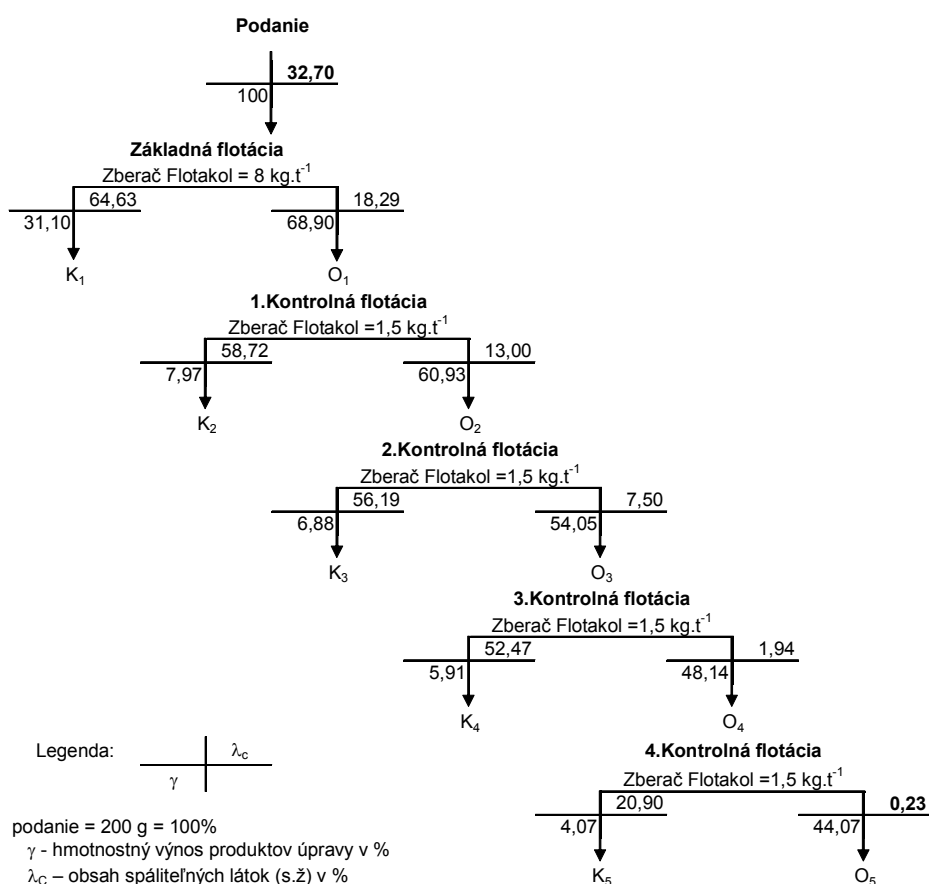 Podanie
32,70
100
Základná flotácia
Zberač Flotakol = 8 kg.t-1
64,63 18,29
31,10 68,90
K1 O1
1.Kontrolná flotácia
Zberač Flotakol =1,5 kg.t-1
58,72 13,00
7,97 60,93
K2 O2
2.Kontrolná flotácia
Zberač Flotakol =1,5 kg.t-1
56,19 7,50
6,88 54,05
K3 O3
3.Kontrolná flotácia
Zberač Flotakol =1,5 kg.t-1
52,47 1,94
5,91 48,14
K4 O4
Legenda: λc
γ
4.Kontrolná flotácia
Zberač Flotakol =1,5 kg.t-1
20,90 0,23
4,07 44,07
K5 O5
podanie = 200 g = 100%
γ - hmotnostný výnos produktov úpravy v %
λC – obsah spáliteľných látok (s.ž) v %